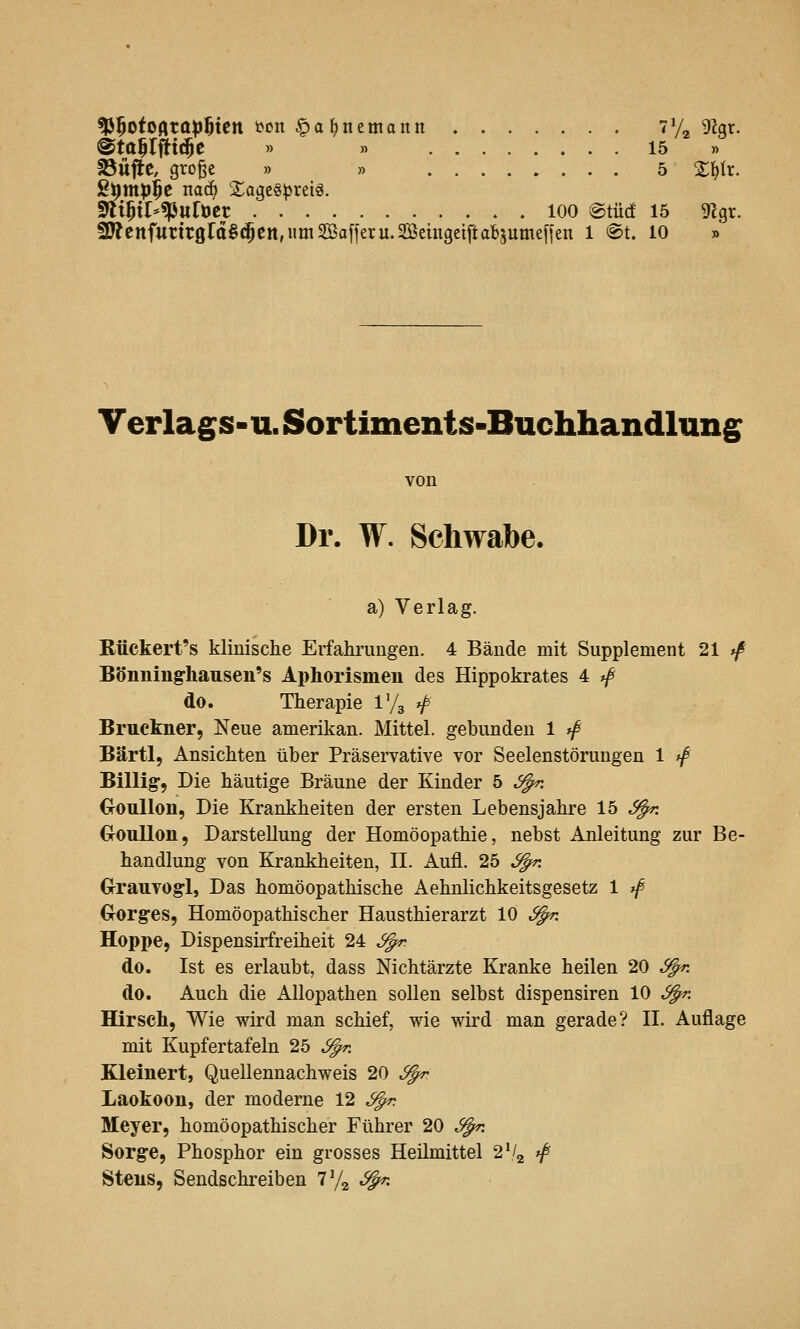 Photographien von Hahnemann . . . . . . . 7½ Ngr.
Stahlstiche » » . . . . . . . . 15 »
Büste, große » » . . . . . . . . 5 Thlr.
Lymphe nach Tagespreis.
Nihil-Pulver . . . . . . . . . . . . 100 Stück 15 Ngr.
Mensurirgläschen, um Wasser u. Weingeist abzumessen 1 St. 10 »
Verlags-u. Sortiments-Buchhandlung
von
Dr. W. Schwabe.
a) Verlag.
Rückert's klinische Erfahrungen. 4 Bände mit Supplement 21 ₰
Bönninghausen's Aphorismen des Hippokrates 4 ₰
do. Therapie 1⅓ ₰
Bruckner, Neue amerikan. Mittel. gebunden 1 ₰
Bärtl, Ansichten über Präservative vor Seelenstörungen 1 ₰
Billig, Die häutige Bräune der Kinder 5 Sgr.
Goullon, Die Krankheiten der ersten Lebensjahre 15 Sgr.
Goullon, Darstellung der Homöopathie, nebst Anleitung zur Be-
handlung von Krankheiten, II. Aufl. 25 Sgr.
Grauvogl, Das homöopathische Aehnlichkeitsgesetz 1 ₰
Gorges, Homöopathischer Hausthierarzt 10 Sgr.
Hoppe, Dispensirfreiheit 24 Sgr.
do. Ist es erlaubt, dass Nichtärzte Kranke heilen 20 Sgr.
do. Auch die Allopathen sollen selbst dispensiren 10 Sgr.
Hirsch, Wie wird man schief, wie wird man gerade? II. Auflage
mit Kupfertafeln 25 Sgr.
Kleinert, Quellennachweis 20 Sgr
Laokoon, der moderne 12 Sgr.
Meyer, homöopathischer Führer 20 Sgr.
Sorge, Phosphor ein grosses Heilmittel 2½ ₰
Stens, Sendschreiben 7½ Sgr.